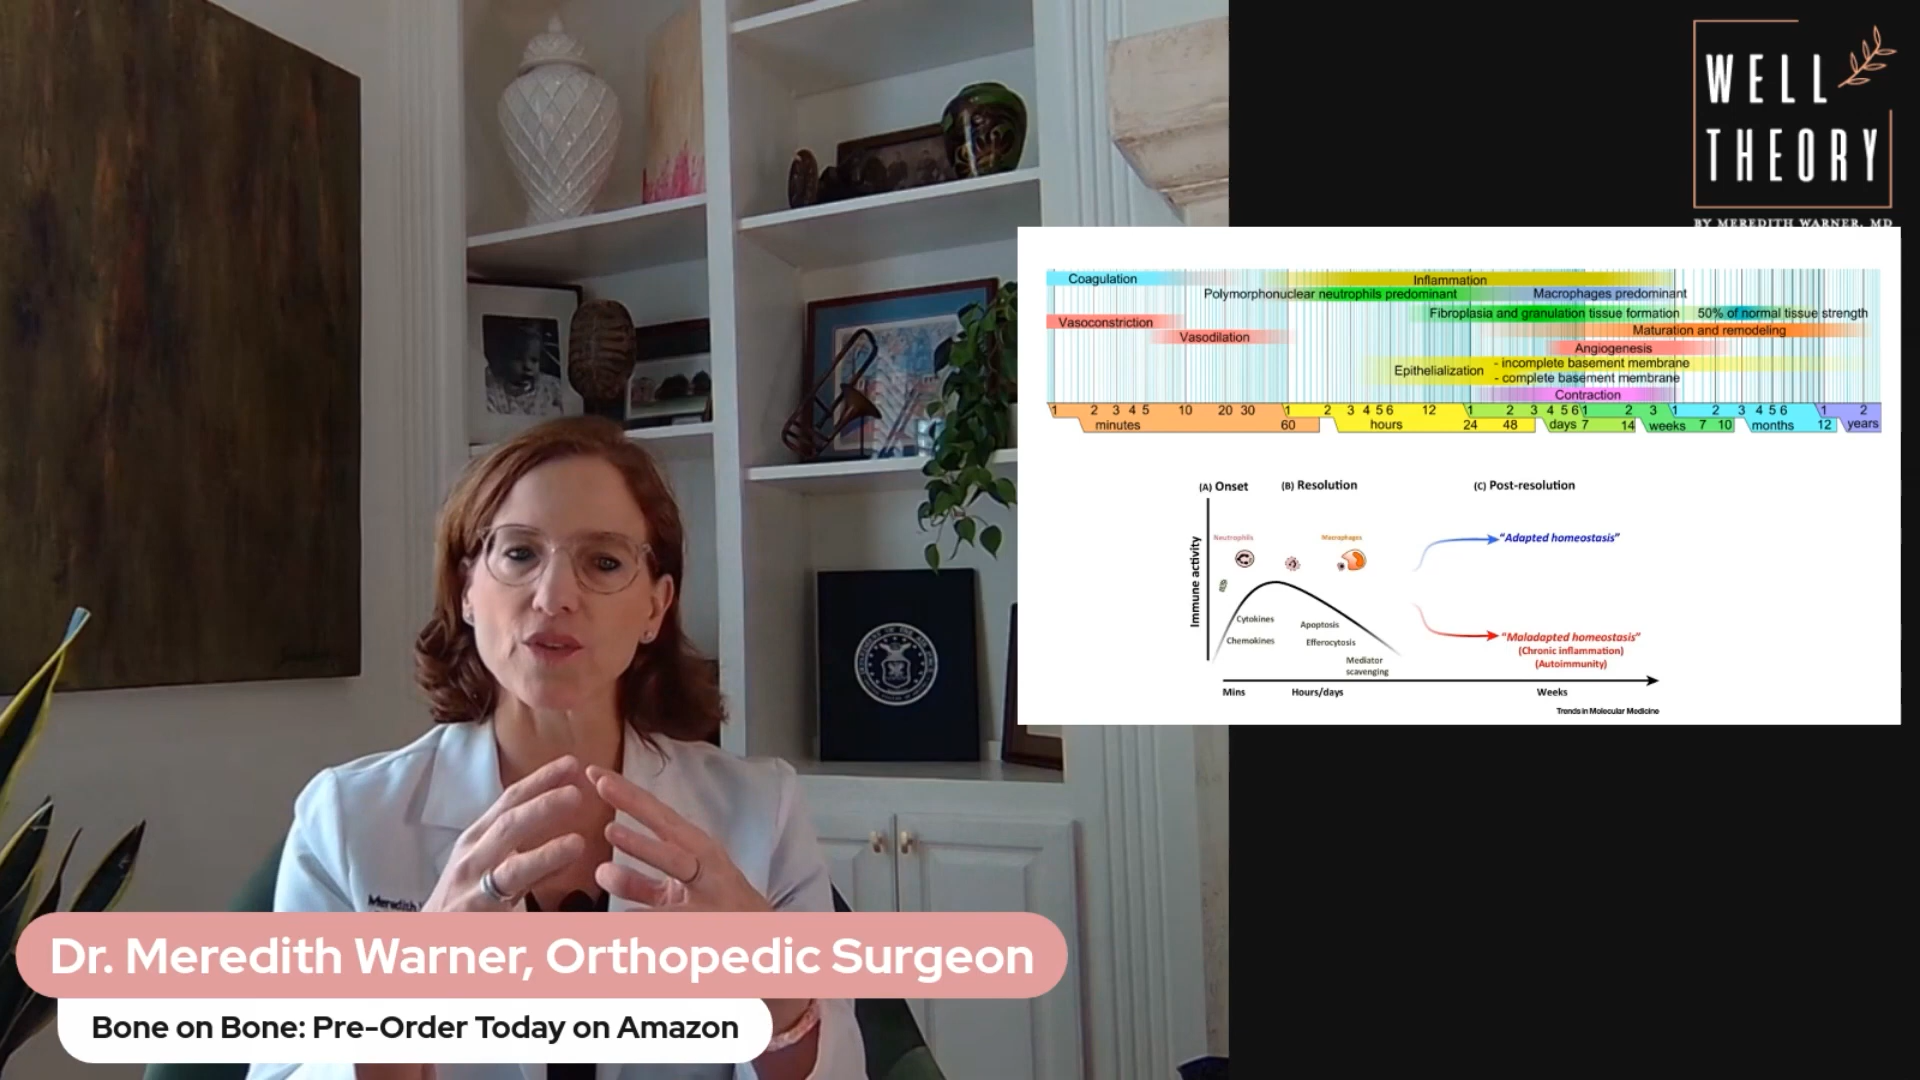 WELL
THEORY
BY MEREDITH WARNER, MD
Coagulation
Inflammation
Polymorphonuclear neutrophils predominant
Macrophages predominant
Fibroplasia and granulation tissue formation
50% of normal tissue strength
Vasoconstriction
Maturation and remodeling
Vasodilation
Angiogenesis
Epithelialization
- incomplete basement membrane
- complete basement membrane
Contraction
1 2 3 4 5 10 20 30 1 2 3 4 5 6 12 1 2 3 4 5 6 1 2 3 1 2 3 4 5 6 1 2
minutes 60 hours 24 48 days 7 14 weeks 7 10 months 12 years
(A) Onset (B) Resolution (C) Post-resolution
Immune activity
Neutrophils
Macrophages
"Adapted homeostasis"
Cytokines
Apoptosis
Chemokines
Efferocytosis
"Maladapted homeostasis"
(Chronic inflammation)
(Autoimmunity)
Mediator
scavenging
Mins Hours/days Weeks
Trends in Molecular Medicine
Meredith
Dr. Meredith Warner, Orthopedic Surgeon
Bone on Bone: Pre-Order Today on Amazon